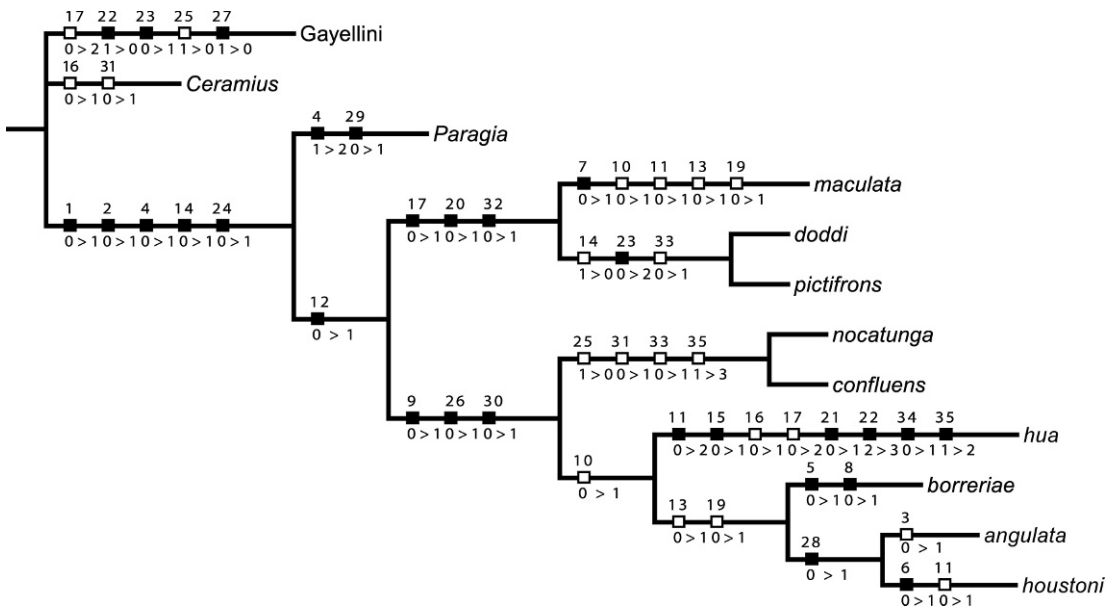 17 22 23 25 27
Gayellini
0 > 2 1 > 0 0 > 1 1 > 0 1 > 0
16 31
Ceramius
0 > 1 0 > 1
4 29
Paragia
1 > 2 0 > 1
7 10 11 13 19
maculata
0 > 1 0 > 1 0 > 1 0 > 1 0 > 1
1 2 4 14 24
0 > 1 0 > 1 0 > 1 0 > 1 0 > 1
17 20 32
0 > 1 0 > 1 0 > 1
doddi
14 23 33
1 > 0 0 > 2 0 > 1
pictifrons
12
0 > 1
nocatunga
25 31 33 35
1 > 0 0 > 1 0 > 1 1 > 3
confluens
9 26 30
0 > 1 0 > 1 0 > 1
11 15 16 17 21 22 34 35
hua
0 > 2 0 > 1 0 > 1 0 > 2 0 > 1 2 > 3 0 > 1 1 > 2
10
0 > 1
5 8
borreriae
0 > 1 0 > 1
13 19
0 > 1 0 > 1
3
angulata
0 > 1
28
0 > 1
6 11
houstoni
0 > 1 0 > 1